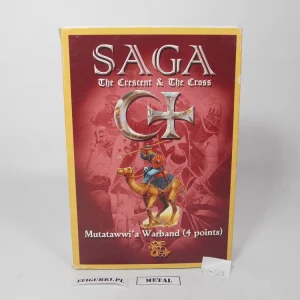 SAGA
The Crescent & The Cross
Mutatawwi'a Warband (4 points)
FIGURKI.PL
METAL